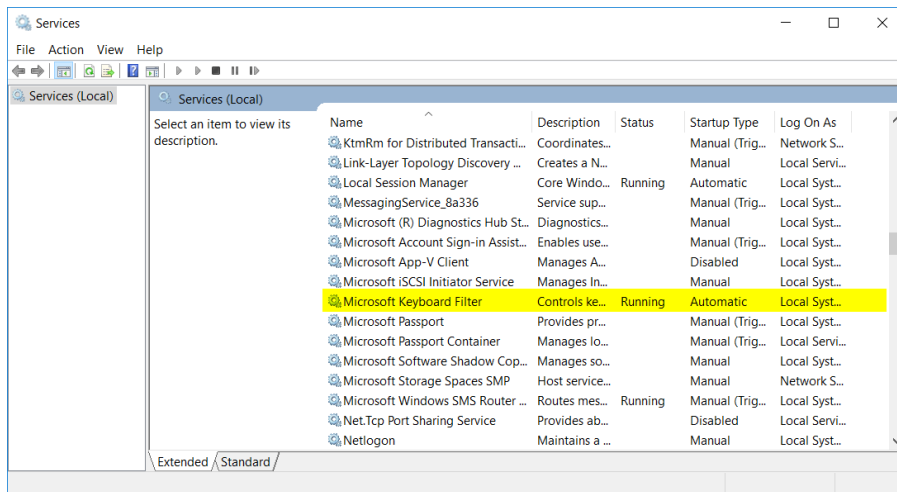 Services
File Action View Help
Services (Local)
Services (Local)
Select an item to view its
description.
Name Description Status Startup Type Log On As
KtmRm for Distributed Transacti... Coordinates... Manual (Trig... Network S...
Link-Layer Topology Discovery ... Creates a N... Manual Local Servi...
Local Session Manager Core Windo... Running Automatic Local Syst...
MessagingService_8a336 Service sup... Manual (Trig... Local Syst...
Microsoft (R) Diagnostics Hub St... Diagnostics... Manual Local Syst...
Microsoft Account Sign-in Assist... Enables use... Manual (Trig... Local Syst...
Microsoft App-V Client Manages A... Disabled Local Syst...
Microsoft iSCSI Initiator Service Manages In... Manual Local Syst...
Microsoft Keyboard Filter Controls ke... Running Automatic Local Syst...
Microsoft Passport Provides pr... Manual (Trig... Local Syst...
Microsoft Passport Container Manages lo... Manual (Trig... Local Servi...
Microsoft Software Shadow Cop... Manages so... Manual Local Syst...
Microsoft Storage Spaces SMP Host service... Manual Network S...
Microsoft Windows SMS Router ... Routes mes... Running Manual (Trig... Local Syst...
Net.Tcp Port Sharing Service Provides ab... Disabled Local Servi...
Netlogon Maintains a ... Manual Local Syst...
Extended Standard